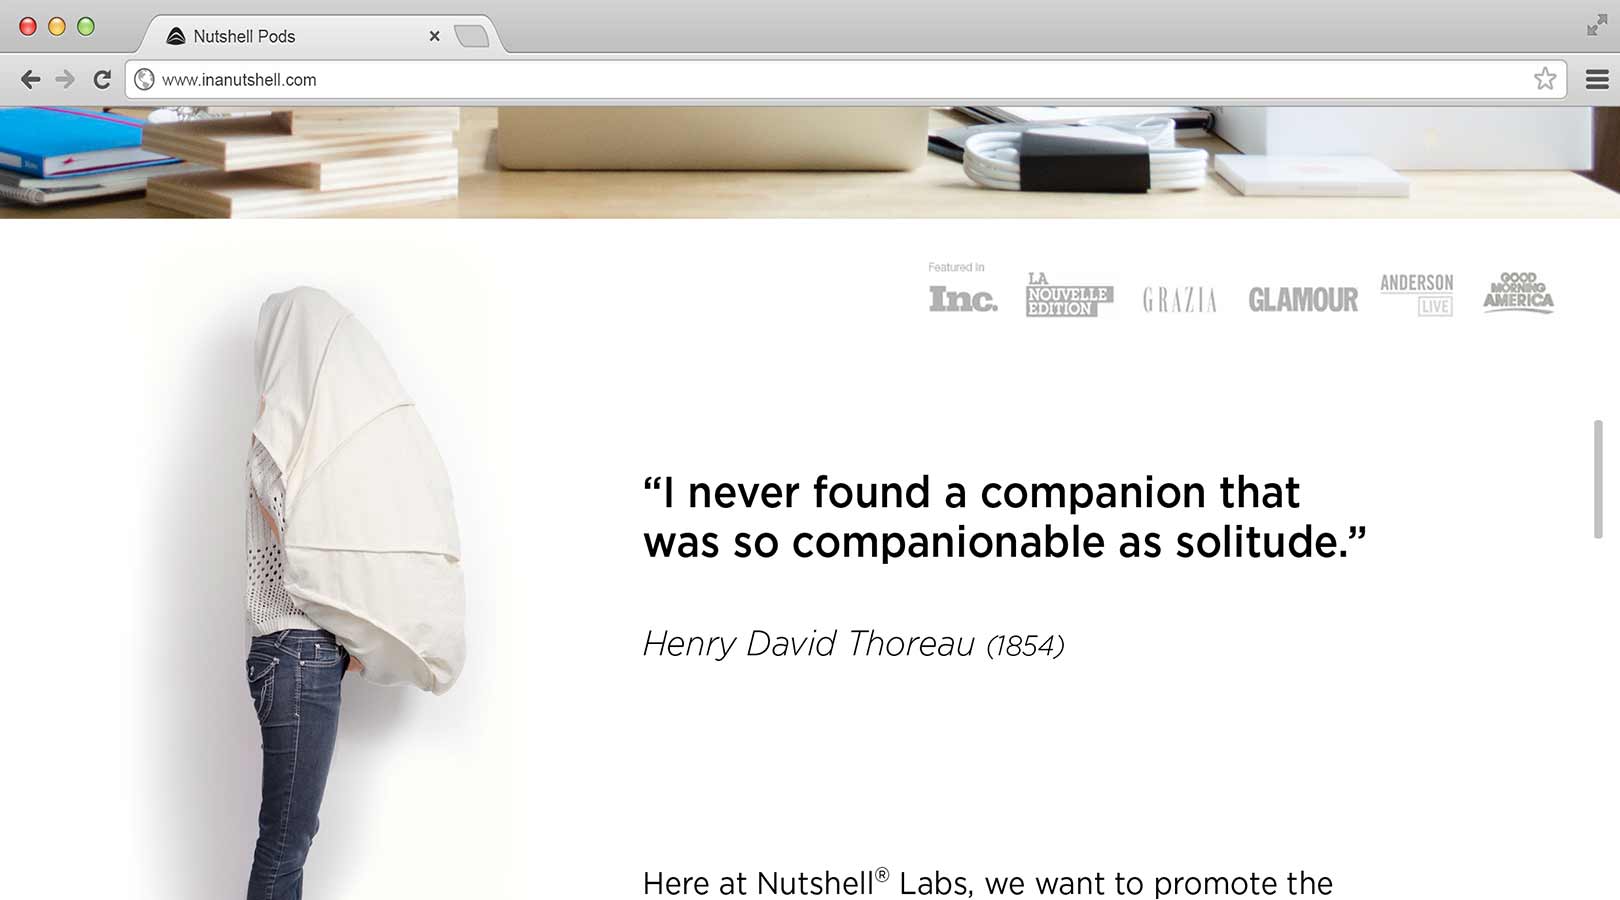 Nutshell Pods
www.inanutshell.com
Featured In
Inc.
LA
NOUVELLE
EDITION
GRAZIA
GLAMOUR
ANDERSON
LIVE
GOOD
MORNING
AMERICA
“I never found a companion that
was so companionable as solitude.”
Henry David Thoreau (1854)
Here at Nutshell® Labs, we want to promote the